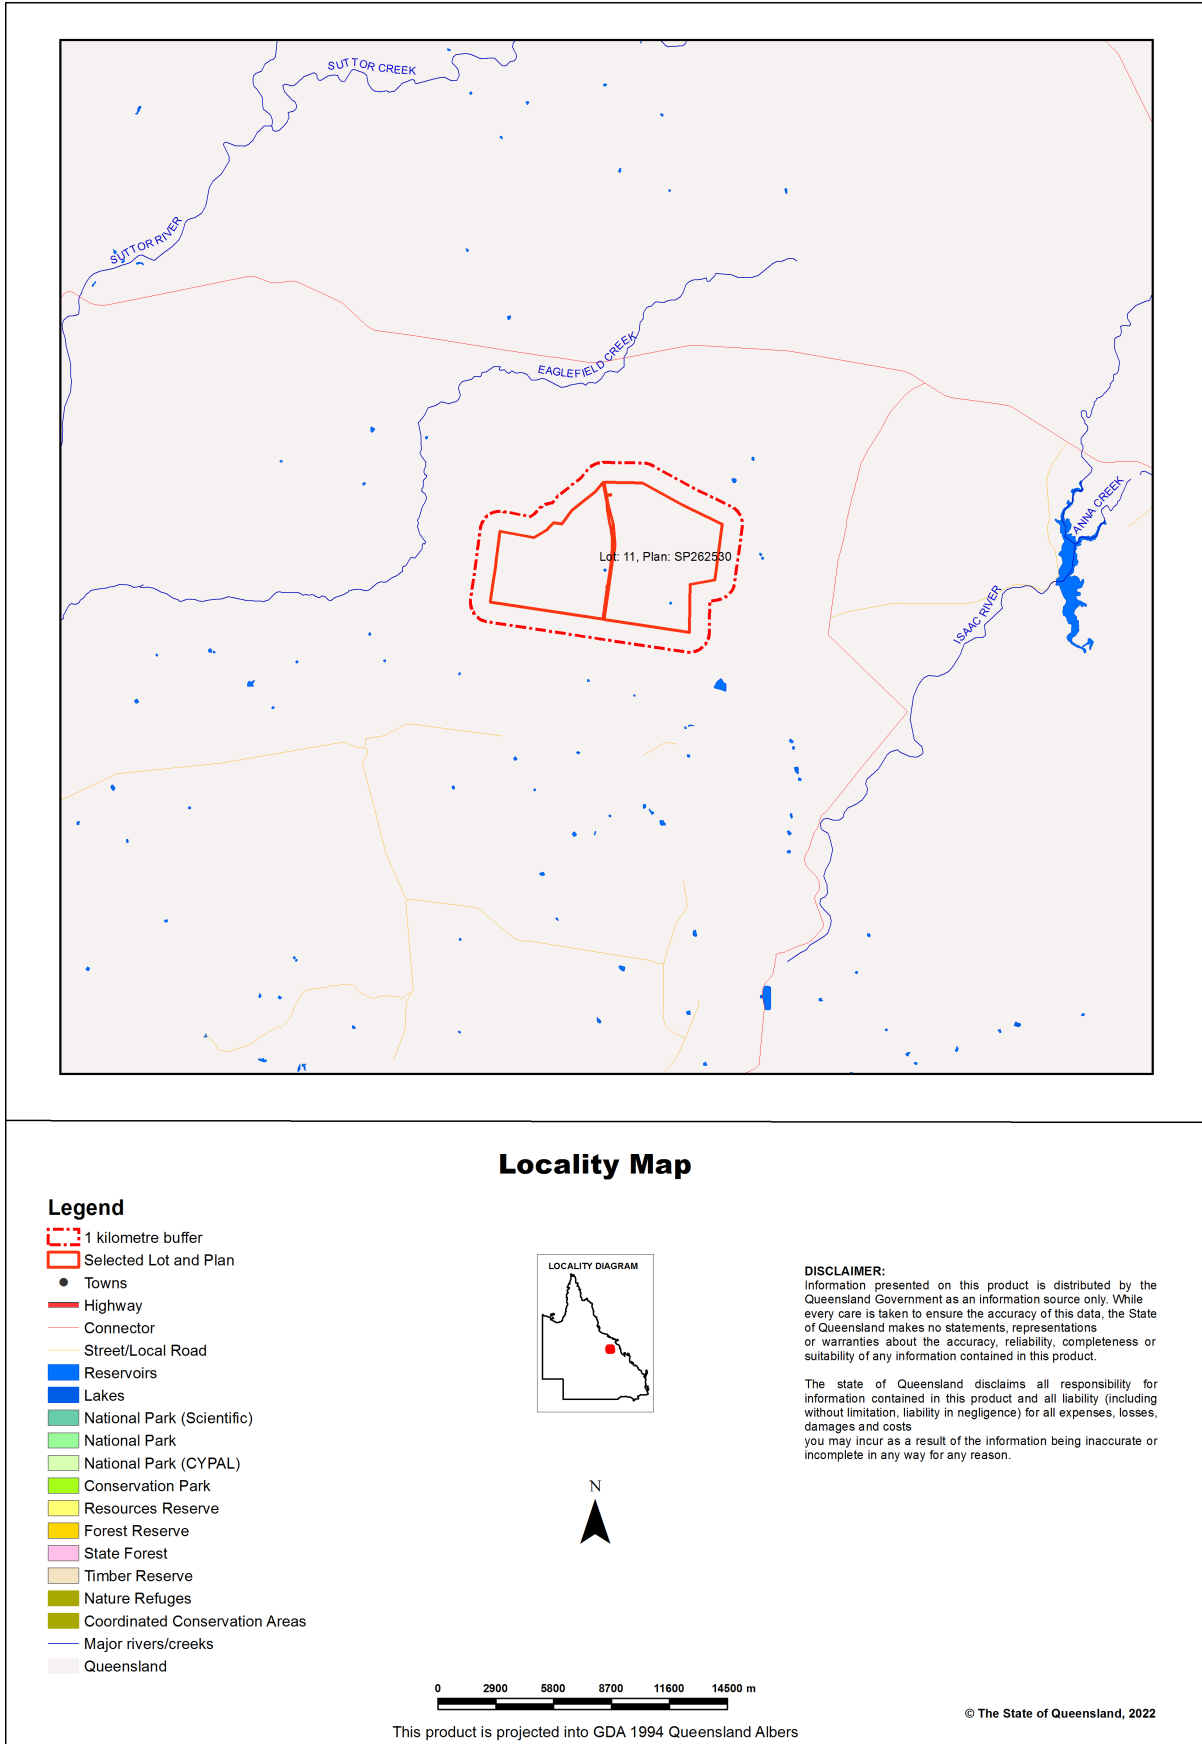 SUTTOR CREEK
SUTTOR RIVER
EAGLEFIELD CREEK
ANNA CREEK
Lot: 11, Plan: SP262530
ISAAC RIVER
Locality Map
Legend
1 kilometre buffer
Selected Lot and Plan
Towns
Highway
Connector
Street/Local Road
Reservoirs
Lakes
National Park (Scientific)
National Park
National Park (CYPAL)
Conservation Park
Resources Reserve
Forest Reserve
State Forest
Timber Reserve
Nature Refuges
Coordinated Conservation Areas
Major rivers/creeks
Queensland
LOCALITY DIAGRAM
N
0 2900 5800 8700 11600 14500 m
This product is projected into GDA 1994 Queensland Albers
DISCLAIMER:
Information presented on this product is distributed by the
Queensland Government as an information source only. While
every care is taken to ensure the accuracy of this data, the State
of Queensland makes no statements, representations
or warranties about the accuracy, reliability, completeness or
suitability of any information contained in this product.
The state of Queensland disclaims all responsibility for
information contained in this product and all liability (including
without limitation, liability in negligence) for all expenses, losses,
damages and costs
you may incur as a result of the information being inaccurate or
incomplete in any way for any reason.
© The State of Queensland, 2022